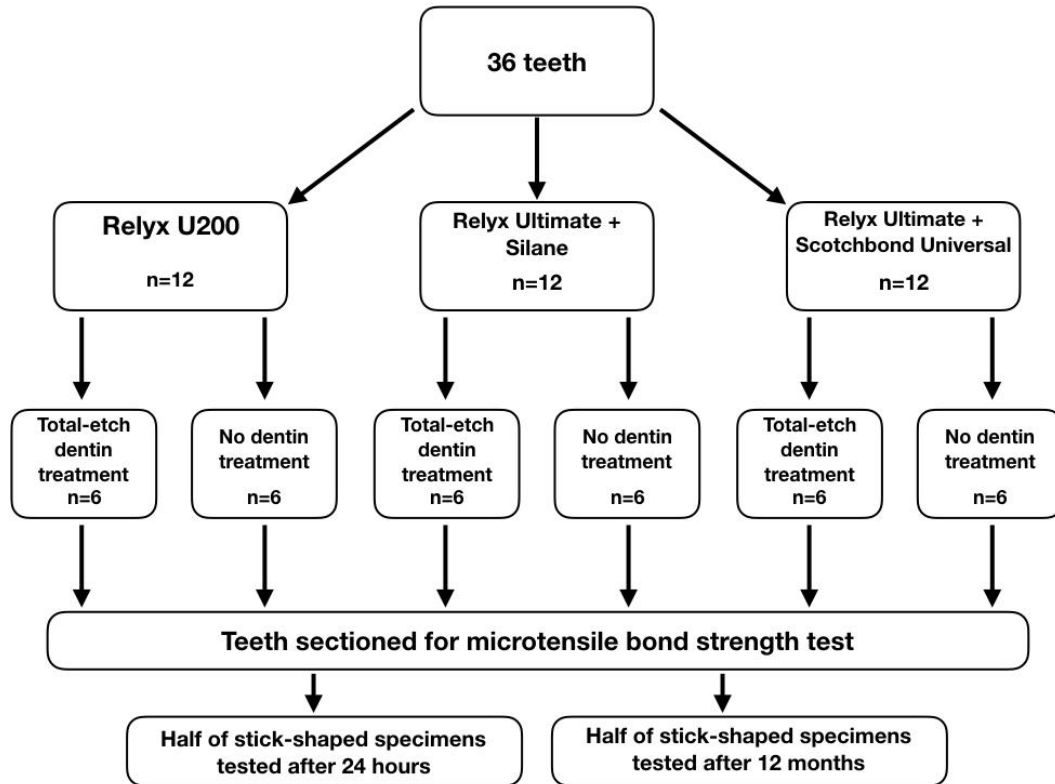 36 teeth
Relyx U200
n=12
Relyx Ultimate +
Silane
n=12
Relyx Ultimate +
Scotchbond Universal
n=12
Total-etch
dentin
treatment
n=6
No dentin
treatment
n=6
Total-etch
dentin
treatment
n=6
No dentin
treatment
n=6
Total-etch
dentin
treatment
n=6
No dentin
treatment
n=6
Teeth sectioned for microtensile bond strength test
Half of stick-shaped specimens
tested after 24 hours
Half of stick-shaped specimens
tested after 12 months